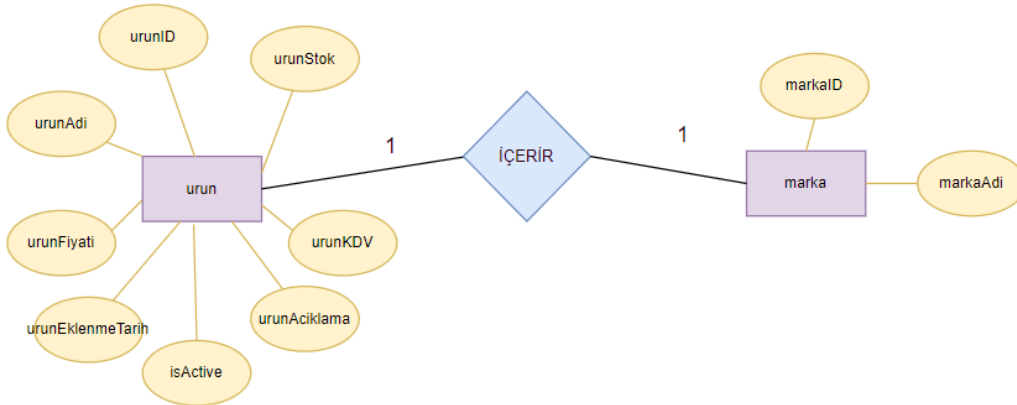 urunID
urunStok
markaID
urunAdi
1
1
İÇERİR
urun
marka
markaAdi
urunFiyati
urunKDV
urunEklenmeTarih
urunAciklama
isActive